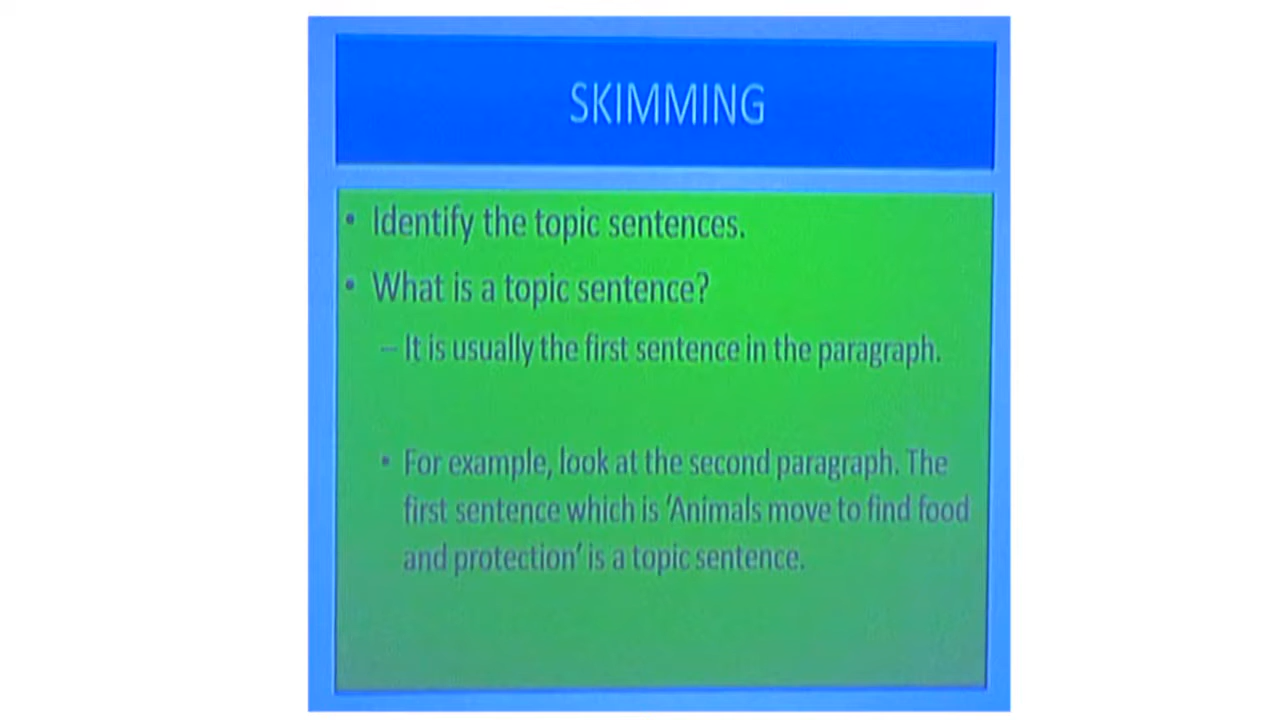 SKIMMING
• Identify the topic sentences.
• What is a topic sentence?
– It is usually the first sentence in the paragraph.
• For example, look at the second paragraph. The
first sentence which is ‘Animals move to find food
and protection’ is a topic sentence.